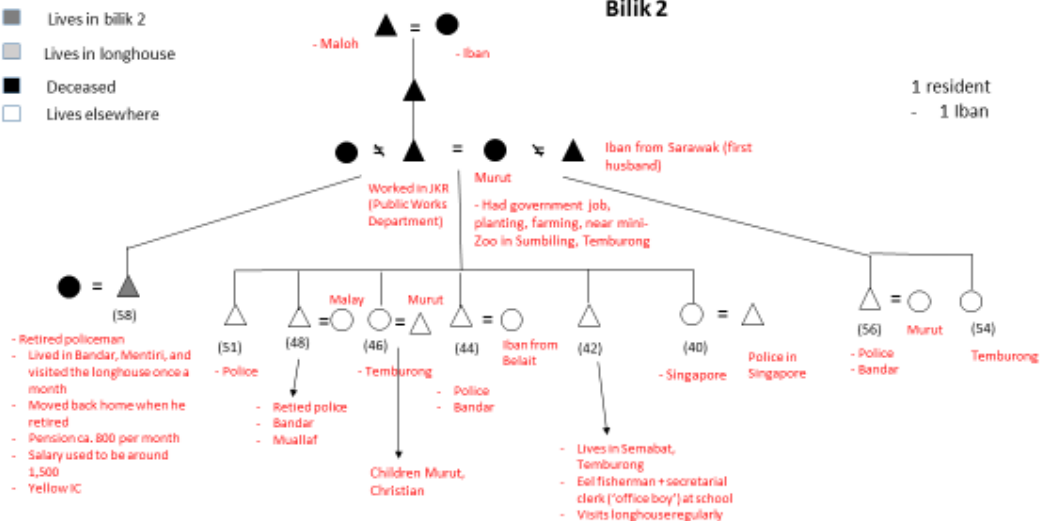 Bilik 2
Lives in bilik 2
Lives in longhouse
Deceased
Lives elsewhere
1 resident
- 1 Iban
- Maloh
=
- Iban
=
Iban from Sarawak (first
husband)
Worked in JKR
(Public Works
Department)
Murut
- Had government job,
planting, farming, near mini-
Zoo in Sumbiling, Temburong
=
(58)
- Retired policeman
- Lived in Bandar, Mentiri, and
visited the longhouse once a
month
- Moved back home when he
retired
- Pension ca. 800 per month
- Salary used to be around
1,500
- Yellow IC
(51)
- Police
(48)
=
Malay
- Retied police
- Bandar
- Muallaf
(46)
=
Murut
- Temburong
Children Murut,
Christian
(44)
=
Iban from
Belait
- Police
- Bandar
(42)
- Lives in Semabat,
Temburong
- Eel fisherman + secretarial
clerk ('office boy') at school
- Visits longhouse regularly
(40)
=
- Singapore
Police in
Singapore
(56)
=
Murut
- Police
- Bandar
(54)
Temburong